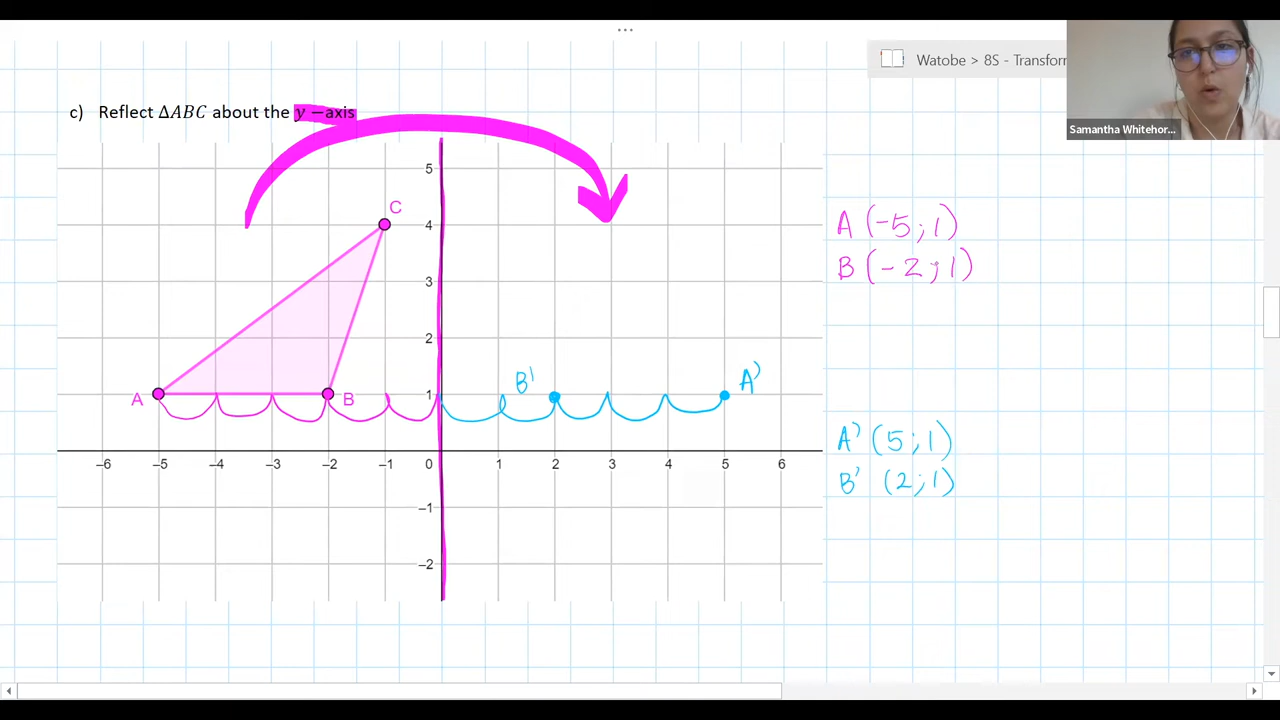 ...
Watobe > 8S - Transfor
Samantha Whitehor...
c) Reflect ΔABC about the y –axis
5
C
4
3
2
1
A
B
B'
A'
–6 –5 –4 –3 –2 –1 0 1 2 3 4 5 6
–1
–2
A (-5;1)
B (-2;1)
A' (5;1)
B' (2;1)